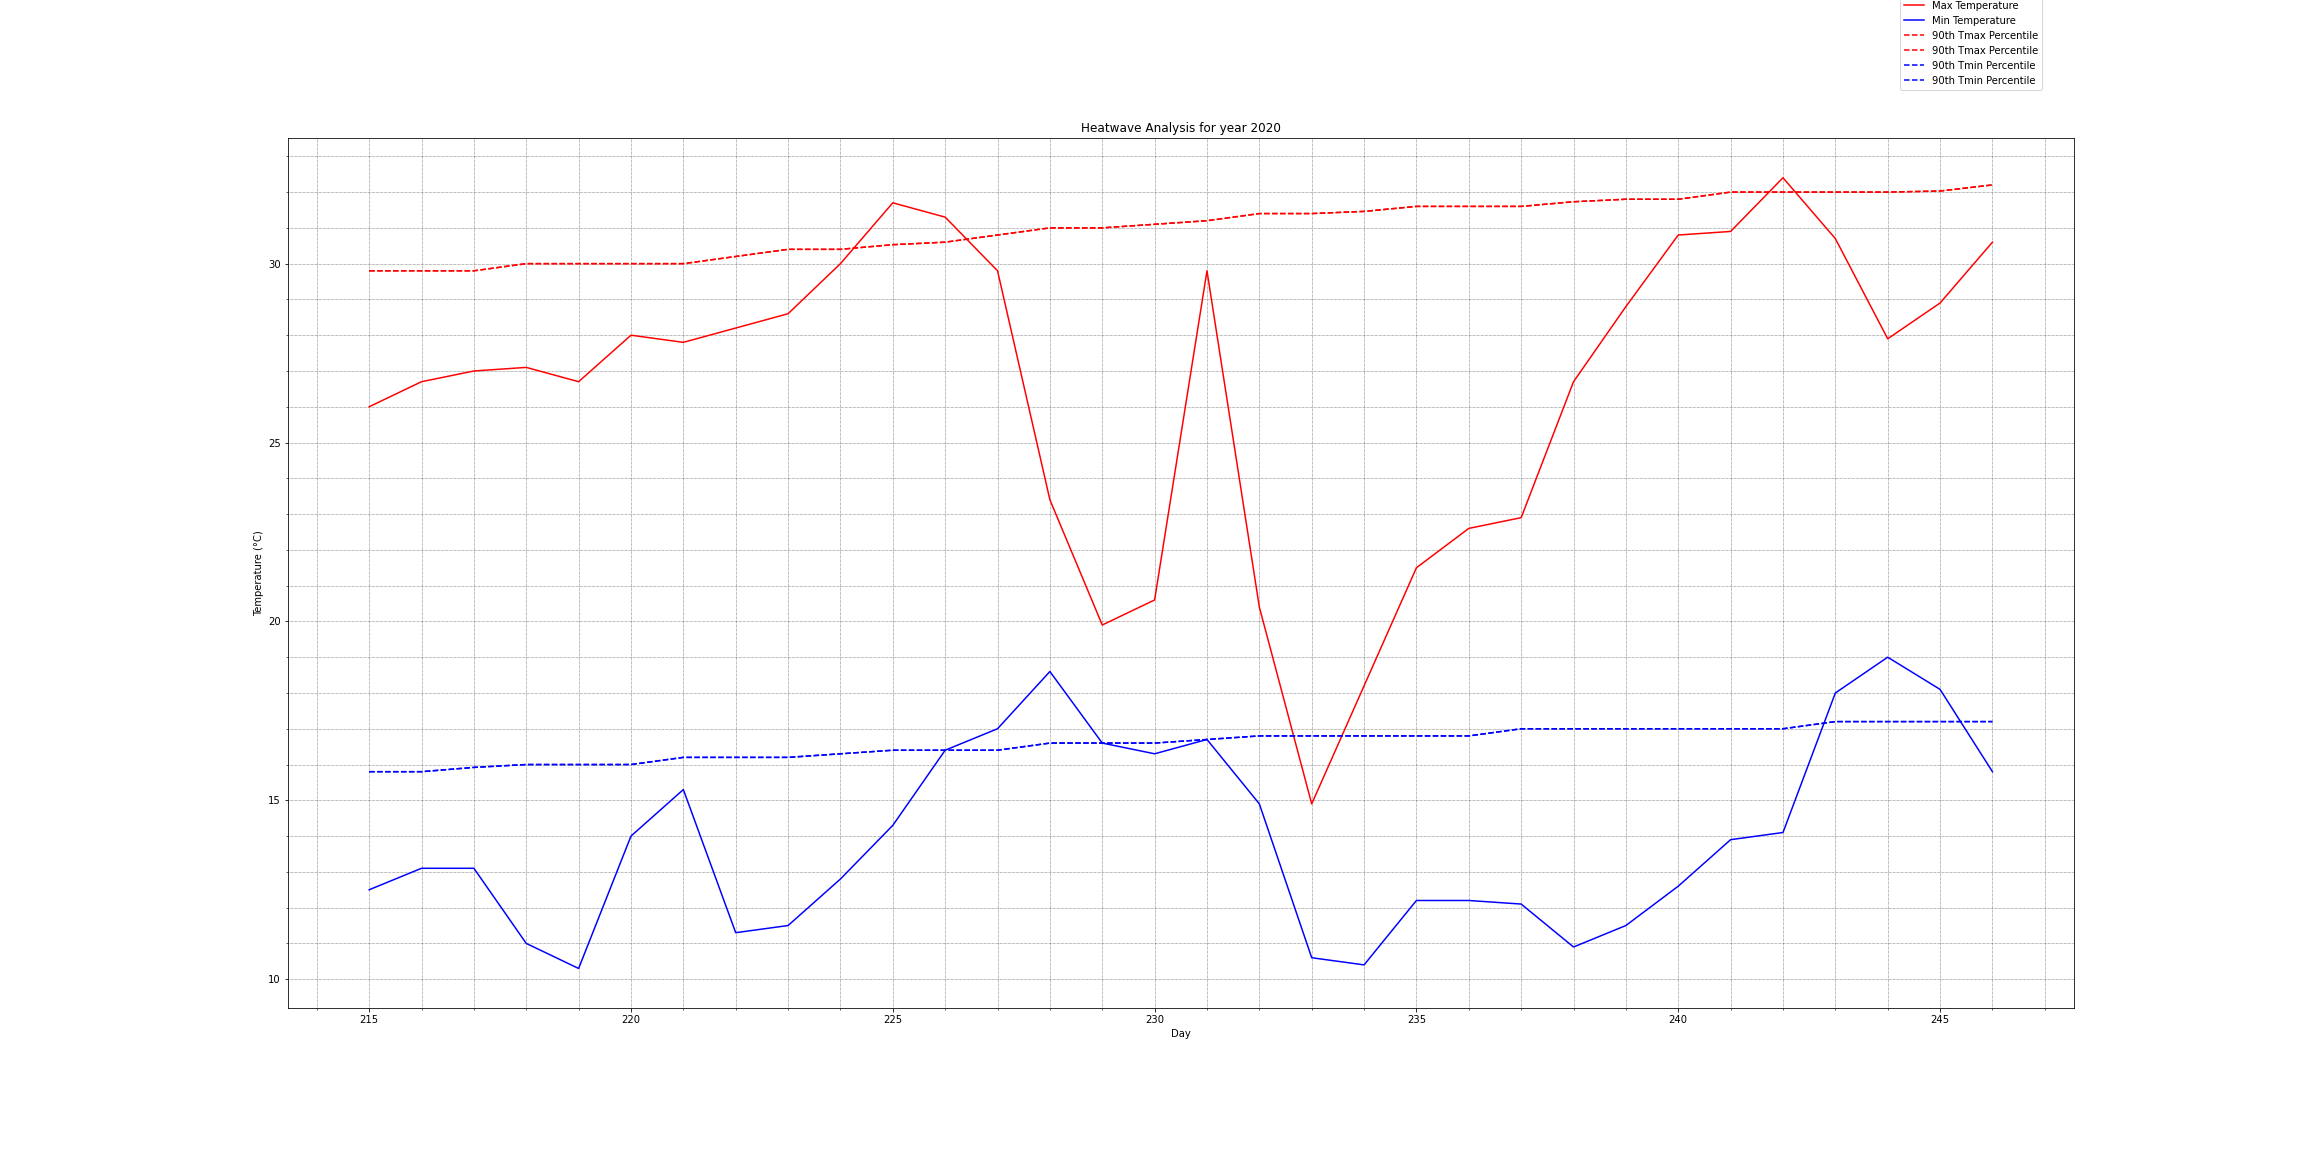 Max Temperature
Min Temperature
90th Tmax Percentile
90th Tmax Percentile
90th Tmin Percentile
90th Tmin Percentile
Heatwave Analysis for year 2020
30
25
20
15
10
Temperature (°C)
215 220 225 230 235 240 245
Day